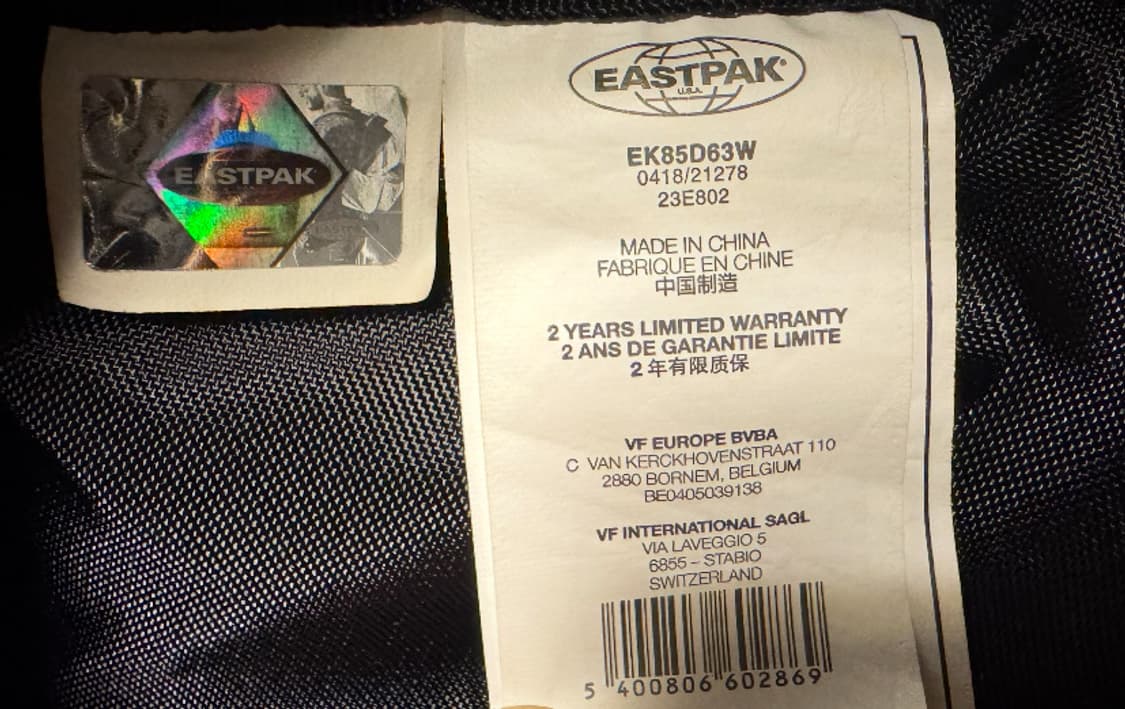 EASTPAK
EASTPAK
U.S.A.
EK85D63W
0418/21278
23E802
MADE IN CHINA
FABRIQUE EN CHINE
中国制造
2 YEARS LIMITED WARRANTY
2 ANS DE GARANTIE LIMITE
2 年有限质保
VF EUROPE BVBA
C VAN KERCKHOVENSTRAAT 110
2880 BORNEM, BELGIUM
BE0405039138
VF INTERNATIONAL SAGL
VIA LAVEGGIO 5
6855 – STABIO
SWITZERLAND
5 400806 602869